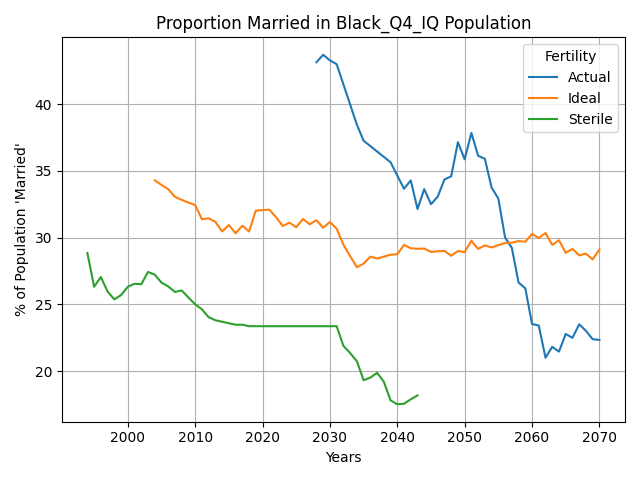 Proportion Married in Black_Q4_IQ Population
% of Population 'Married'
40
35
30
25
20
Fertility
Actual
Ideal
Sterile
2000 2010 2020 2030 2040 2050 2060 2070
Years